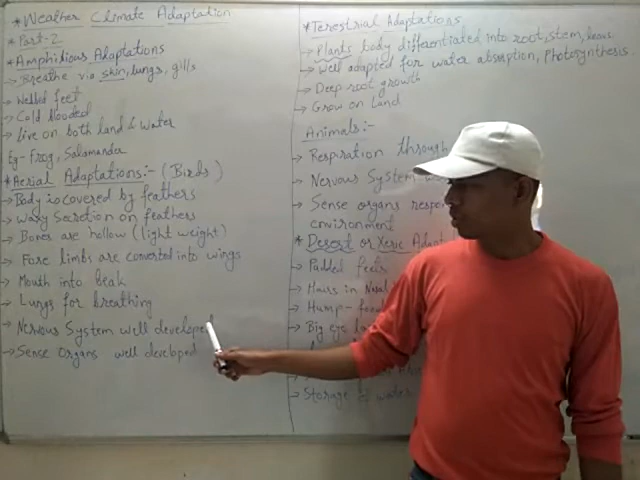 * Weather Climate Adaptation
* Part-2
* Amphibious Adaptations
→ Breathe via skin, lungs, gills
→ Webbed feet
→ Cold blooded
→ Live on both land & water
Eg- Frog, Salamander
* Aerial Adaptations:- (Birds)
→ Body is covered by feathers
→ Waxy Secretion on feathers
→ Bones are hollow (light weight)
→ Fore limbs are converted into wings
→ Mouth into beak
→ Lungs for breathing
→ Nervous System well developed
→ Sense Organs well developed
* Terestrial Adaptations
→ Plants body differentiated into root, stem, leaves
→ Well adapted for water absorption, Photosynthesis
→ Deep root growth
→ Grow on Land
Animals:-
→ Respiration through
→ Nervous System
→ Sense organs
environment
* Desert or Xeric
→ Padded feet
→ Hairs in
→ Hump-
→ Big eye
→ Storage of water